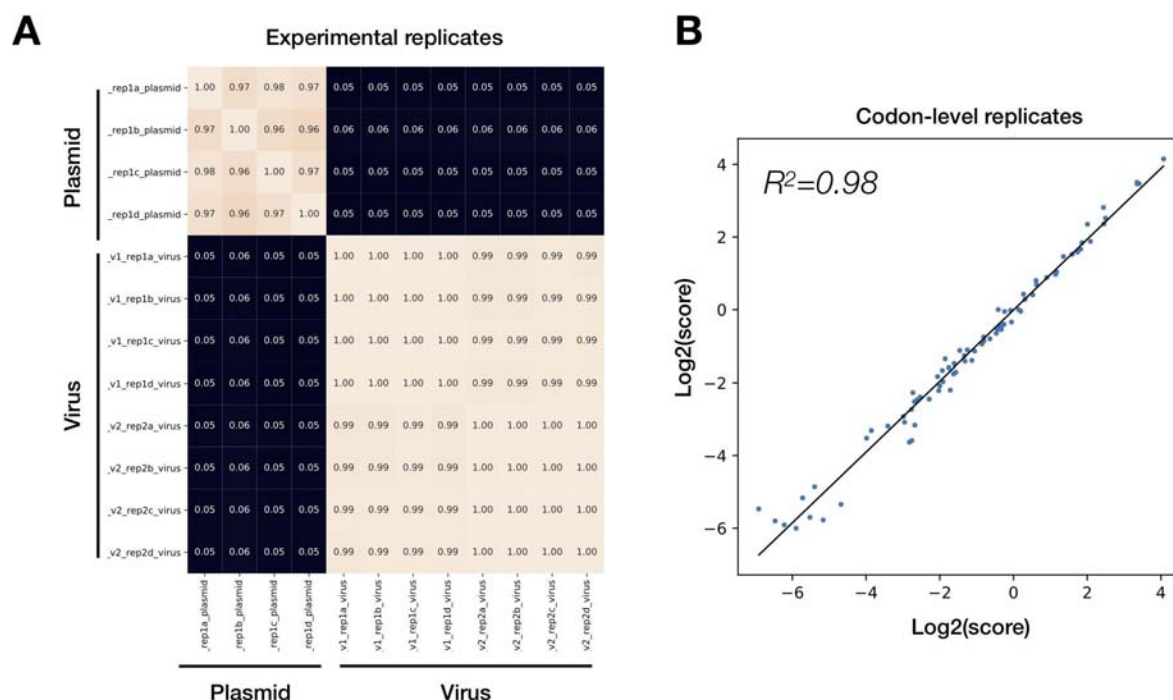 A
Experimental replicates
Plasmid
_rep1a_plasmid 1.00 0.97 0.98 0.97 0.05 0.05 0.05 0.05 0.05 0.05 0.05 0.05
_rep1b_plasmid 0.97 1.00 0.96 0.96 0.06 0.06 0.06 0.06 0.06 0.06 0.06 0.06
_rep1c_plasmid 0.98 0.96 1.00 0.97 0.05 0.05 0.05 0.05 0.05 0.05 0.05 0.05
_rep1d_plasmid 0.97 0.96 0.97 1.00 0.05 0.05 0.05 0.05 0.05 0.05 0.05 0.05
Virus
_v1_rep1a_virus 0.05 0.06 0.05 0.05 1.00 1.00 1.00 1.00 0.99 0.99 0.99 0.99
_v1_rep1b_virus 0.05 0.06 0.05 0.05 1.00 1.00 1.00 1.00 0.99 0.99 0.99 0.99
_v1_rep1c_virus 0.05 0.06 0.05 0.05 1.00 1.00 1.00 1.00 0.99 0.99 0.99 0.99
_v1_rep1d_virus 0.05 0.06 0.05 0.05 1.00 1.00 1.00 1.00 0.99 0.99 0.99 0.99
_v2_rep2a_virus 0.05 0.06 0.05 0.05 0.99 0.99 0.99 0.99 1.00 1.00 1.00 1.00
_v2_rep2b_virus 0.05 0.06 0.05 0.05 0.99 0.99 0.99 0.99 1.00 1.00 1.00 1.00
_v2_rep2c_virus 0.05 0.06 0.05 0.05 0.99 0.99 0.99 0.99 1.00 1.00 1.00 1.00
_v2_rep2d_virus 0.05 0.06 0.05 0.05 0.99 0.99 0.99 0.99 1.00 1.00 1.00 1.00
_rep1a_plasmid
_rep1b_plasmid
_rep1c_plasmid
_rep1d_plasmid
v1_rep1a_virus
v1_rep1b_virus
v1_rep1c_virus
v1_rep1d_virus
v2_rep2a_virus
v2_rep2b_virus
v2_rep2c_virus
v2_rep2d_virus
Plasmid
Virus
B
Codon-level replicates
R²=0.98
Log2(score)
4
2
0
−2
−4
−6
−6 −4 −2 0 2 4
Log2(score)